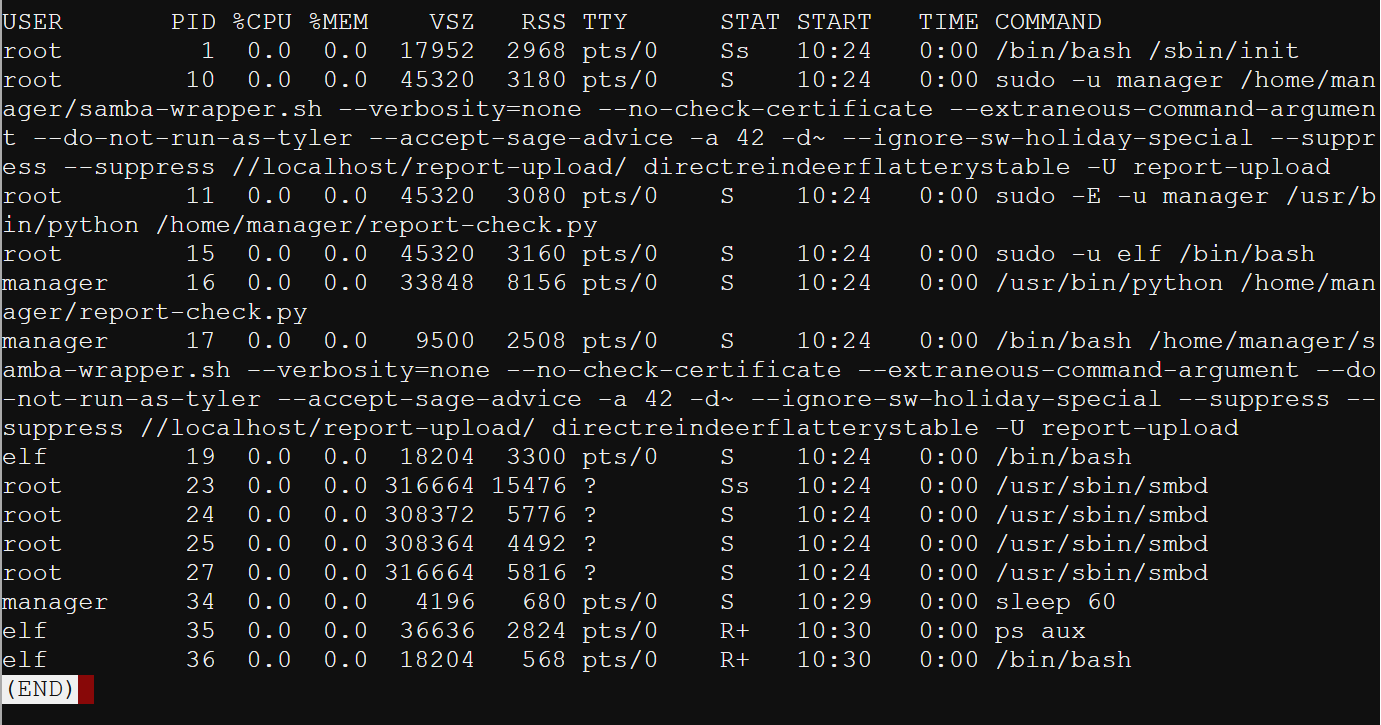 USER       PID %CPU %MEM    VSZ   RSS TTY      STAT START   TIME COMMAND
root         1  0.0  0.0  17952  2968 pts/0    Ss   10:24   0:00 /bin/bash /sbin/init
root        10  0.0  0.0  45320  3180 pts/0    S    10:24   0:00 sudo -u manager /home/man
ager/samba-wrapper.sh --verbosity=none --no-check-certificate --extraneous-command-argumen
t --do-not-run-as-tyler --accept-sage-advice -a 42 -d~ --ignore-sw-holiday-special --suppr
ess --suppress //localhost/report-upload/ directreindeerflatterystable -U report-upload
root        11  0.0  0.0  45320  3080 pts/0    S    10:24   0:00 sudo -E -u manager /usr/b
in/python /home/manager/report-check.py
root        15  0.0  0.0  45320  3160 pts/0    S    10:24   0:00 sudo -u elf /bin/bash
manager     16  0.0  0.0  33848  8156 pts/0    S    10:24   0:00 /usr/bin/python /home/man
ager/report-check.py
manager     17  0.0  0.0   9500  2508 pts/0    S    10:24   0:00 /bin/bash /home/manager/s
amba-wrapper.sh --verbosity=none --no-check-certificate --extraneous-command-argument --do
-not-run-as-tyler --accept-sage-advice -a 42 -d~ --ignore-sw-holiday-special --suppress --
suppress //localhost/report-upload/ directreindeerflatterystable -U report-upload
elf         19  0.0  0.0  18204  3300 pts/0    S    10:24   0:00 /bin/bash
root        23  0.0  0.0 316664 15476 ?        Ss   10:24   0:00 /usr/sbin/smbd
root        24  0.0  0.0 308372  5776 ?        S    10:24   0:00 /usr/sbin/smbd
root        25  0.0  0.0 308364  4492 ?        S    10:24   0:00 /usr/sbin/smbd
root        27  0.0  0.0 316664  5816 ?        S    10:24   0:00 /usr/sbin/smbd
manager     34  0.0  0.0   4196   680 pts/0    S    10:29   0:00 sleep 60
elf         35  0.0  0.0  36636  2824 pts/0    R+   10:30   0:00 ps aux
elf         36  0.0  0.0  18204   568 pts/0    R+   10:30   0:00 /bin/bash
(END)